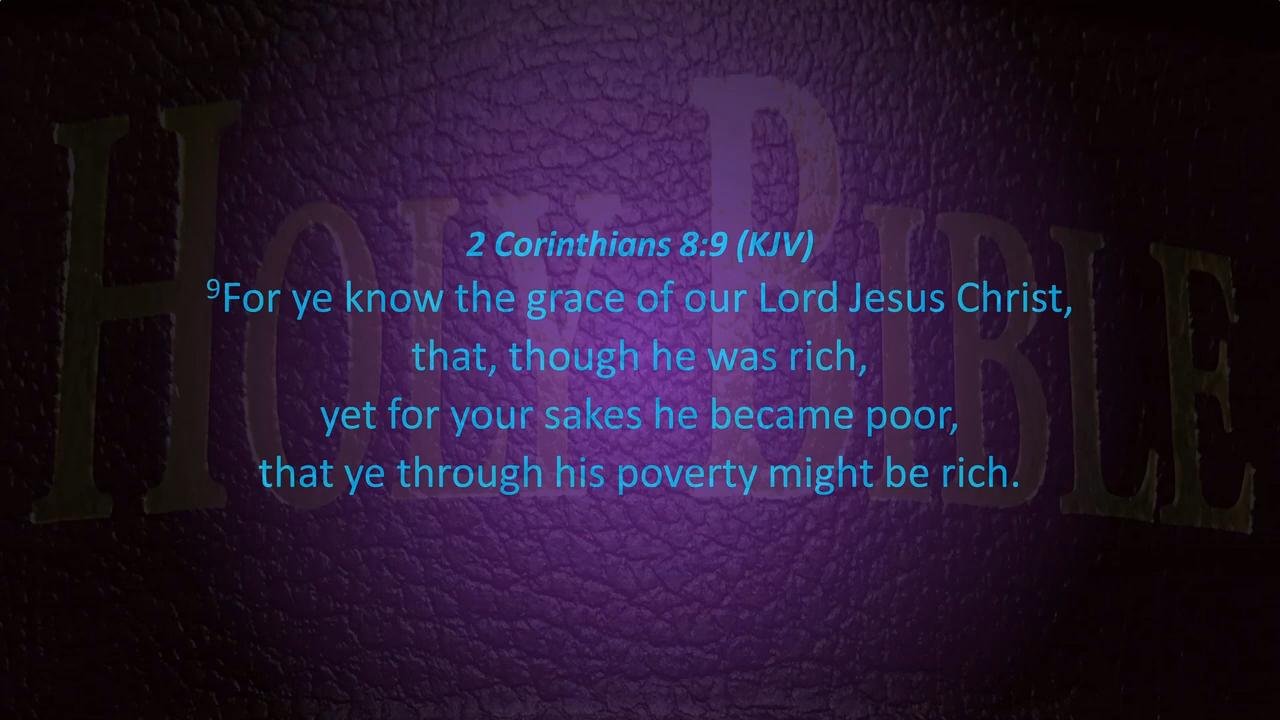 HOLY BIBLE
2 Corinthians 8:9 (KJV)
⁹For ye know the grace of our Lord Jesus Christ,
that, though he was rich,
yet for your sakes he became poor,
that ye through his poverty might be rich.